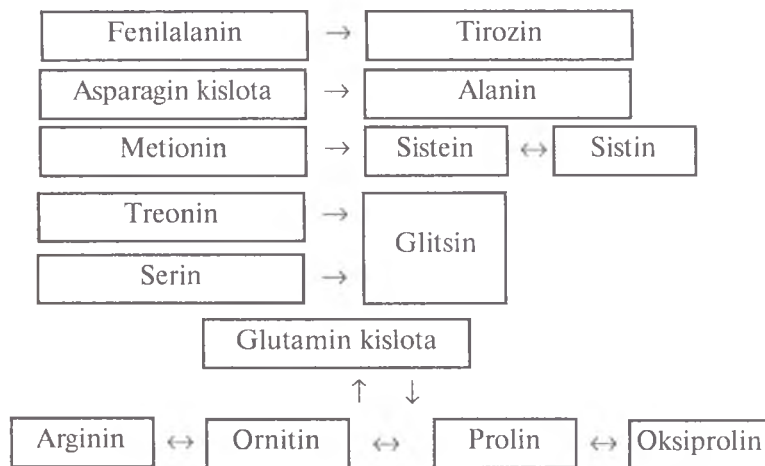 Fenilalanin → Tirozin
Asparagin kislota → Alanin
Metionin → Sistein ↔ Sistin
Treonin →
Glitsin
Serin →
Glutamin kislota
↑ ↓
Arginin ↔ Ornitin ↔ Prolin ↔ Oksiprolin